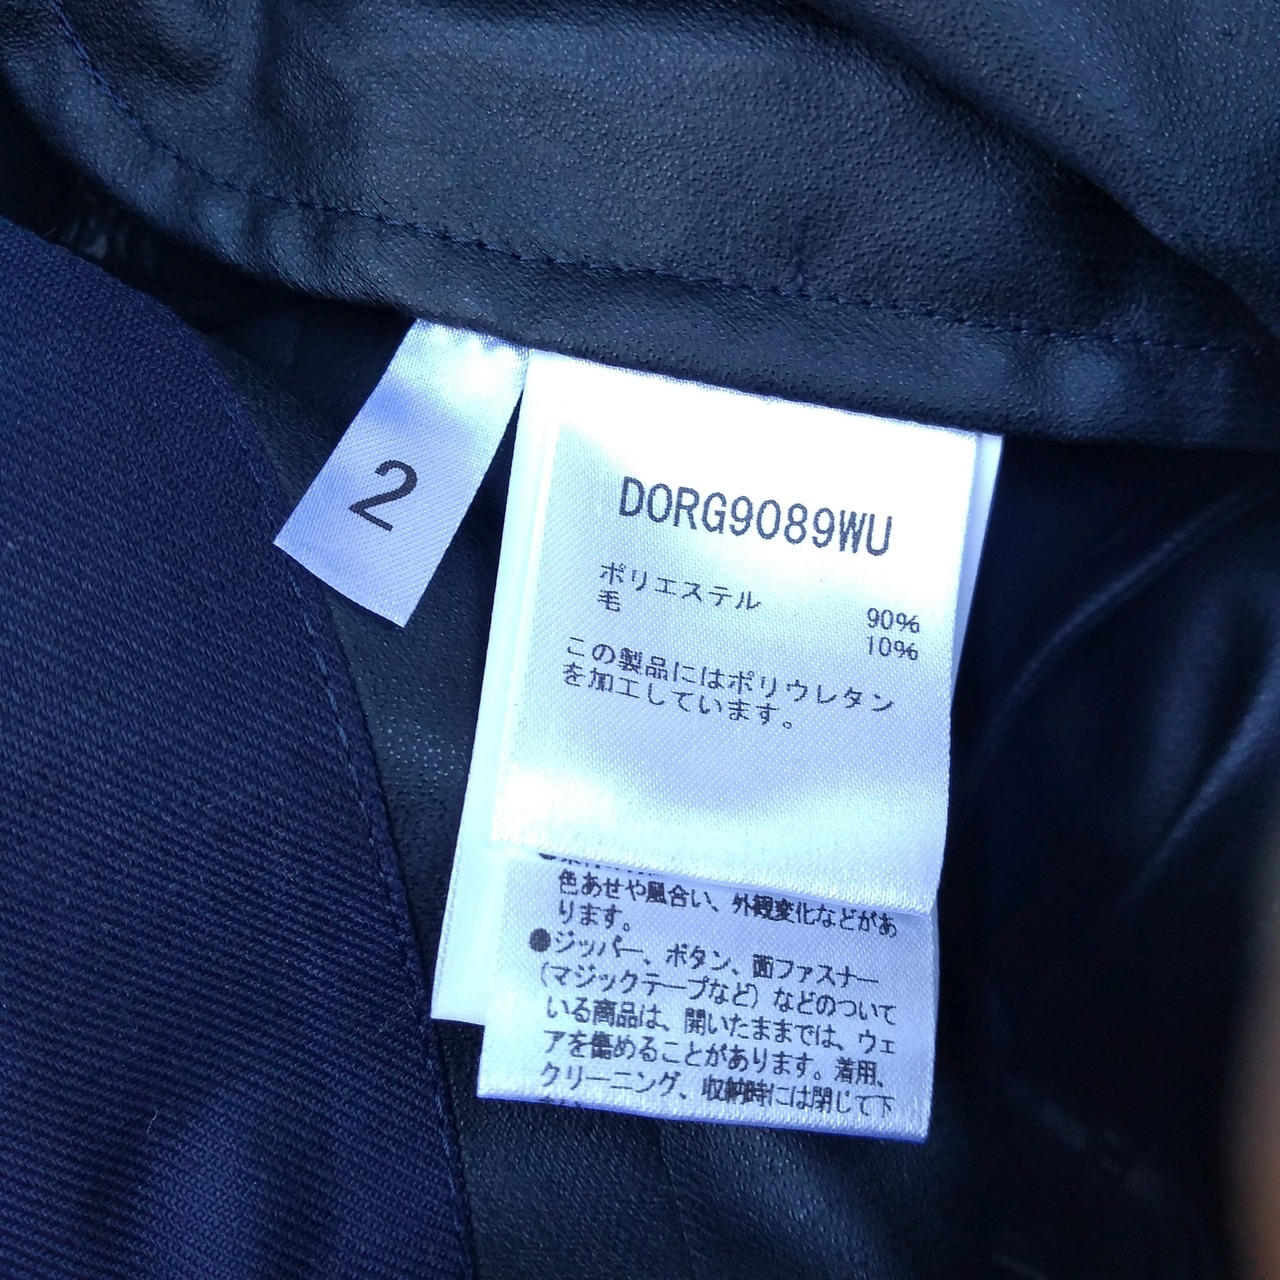 2
DORG9089WU
ポリエステル 90%
毛 10%
この製品にはポリウレタン
を加工しています。
色あせや風合い、外観変化などがあ
ります。
●ジッパー、ボタン、面ファスナー
(マジックテープなど)などのついて
いる商品は、開いたままでは、ウェ
アを傷めることがあります。着用、
クリーニング、収納時には閉じて下